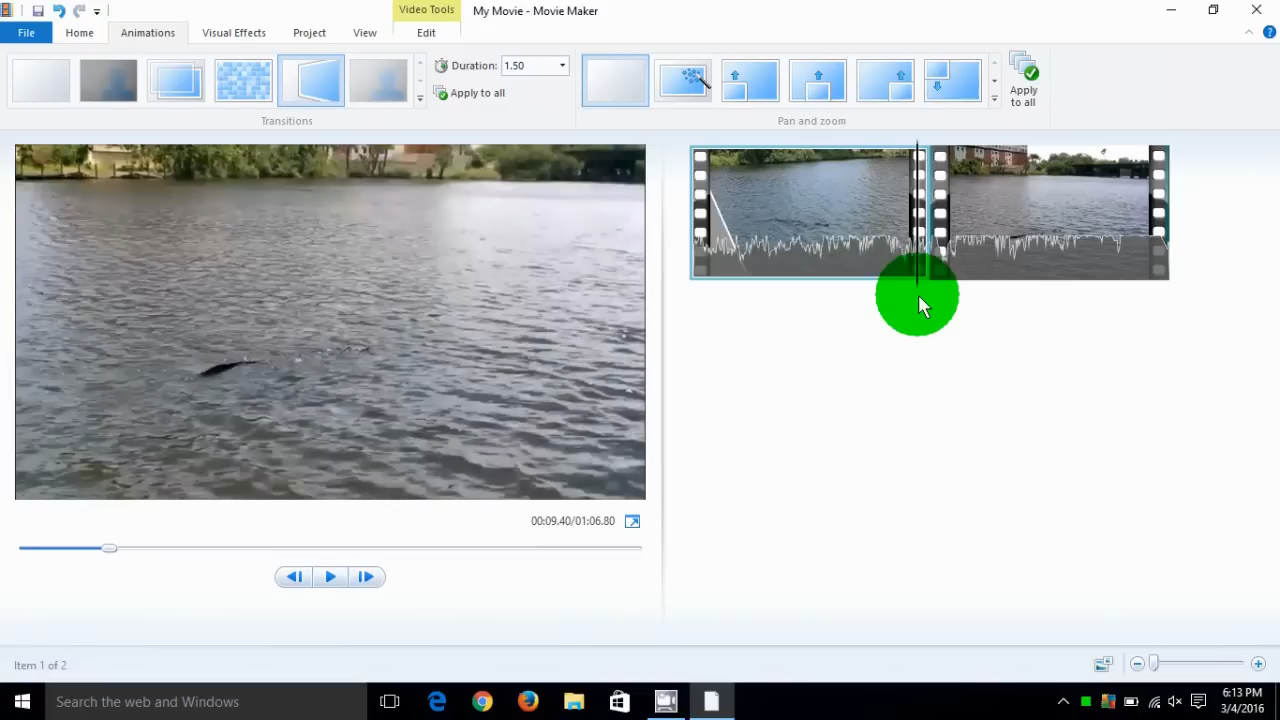 Video Tools
My Movie - Movie Maker
File
Home
Animations
Visual Effects
Project
View
Edit
Duration:
1.50
Apply to all
Transitions
Pan and zoom
Apply
to all
00:09.40/01:06.80
Item 1 of 2
Search the web and Windows
6:13 PM
3/4/2016